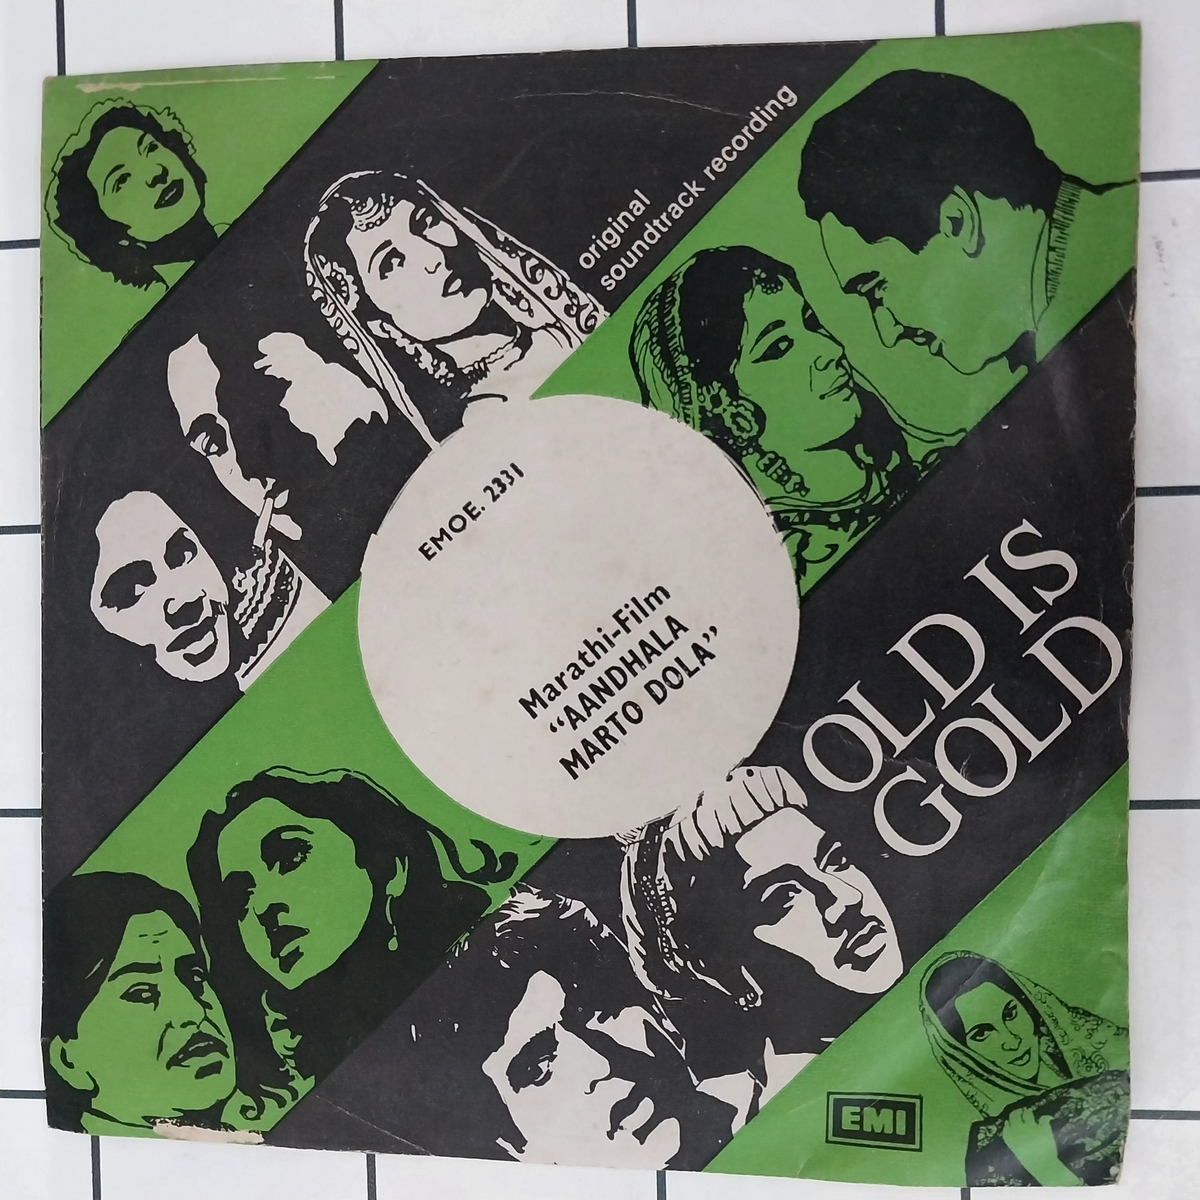 original
soundtrack recording
EMOE. 2331
Marathi-Film
“AANDHALA
MARTO DOLA”
OLD IS
GOLD
EMI